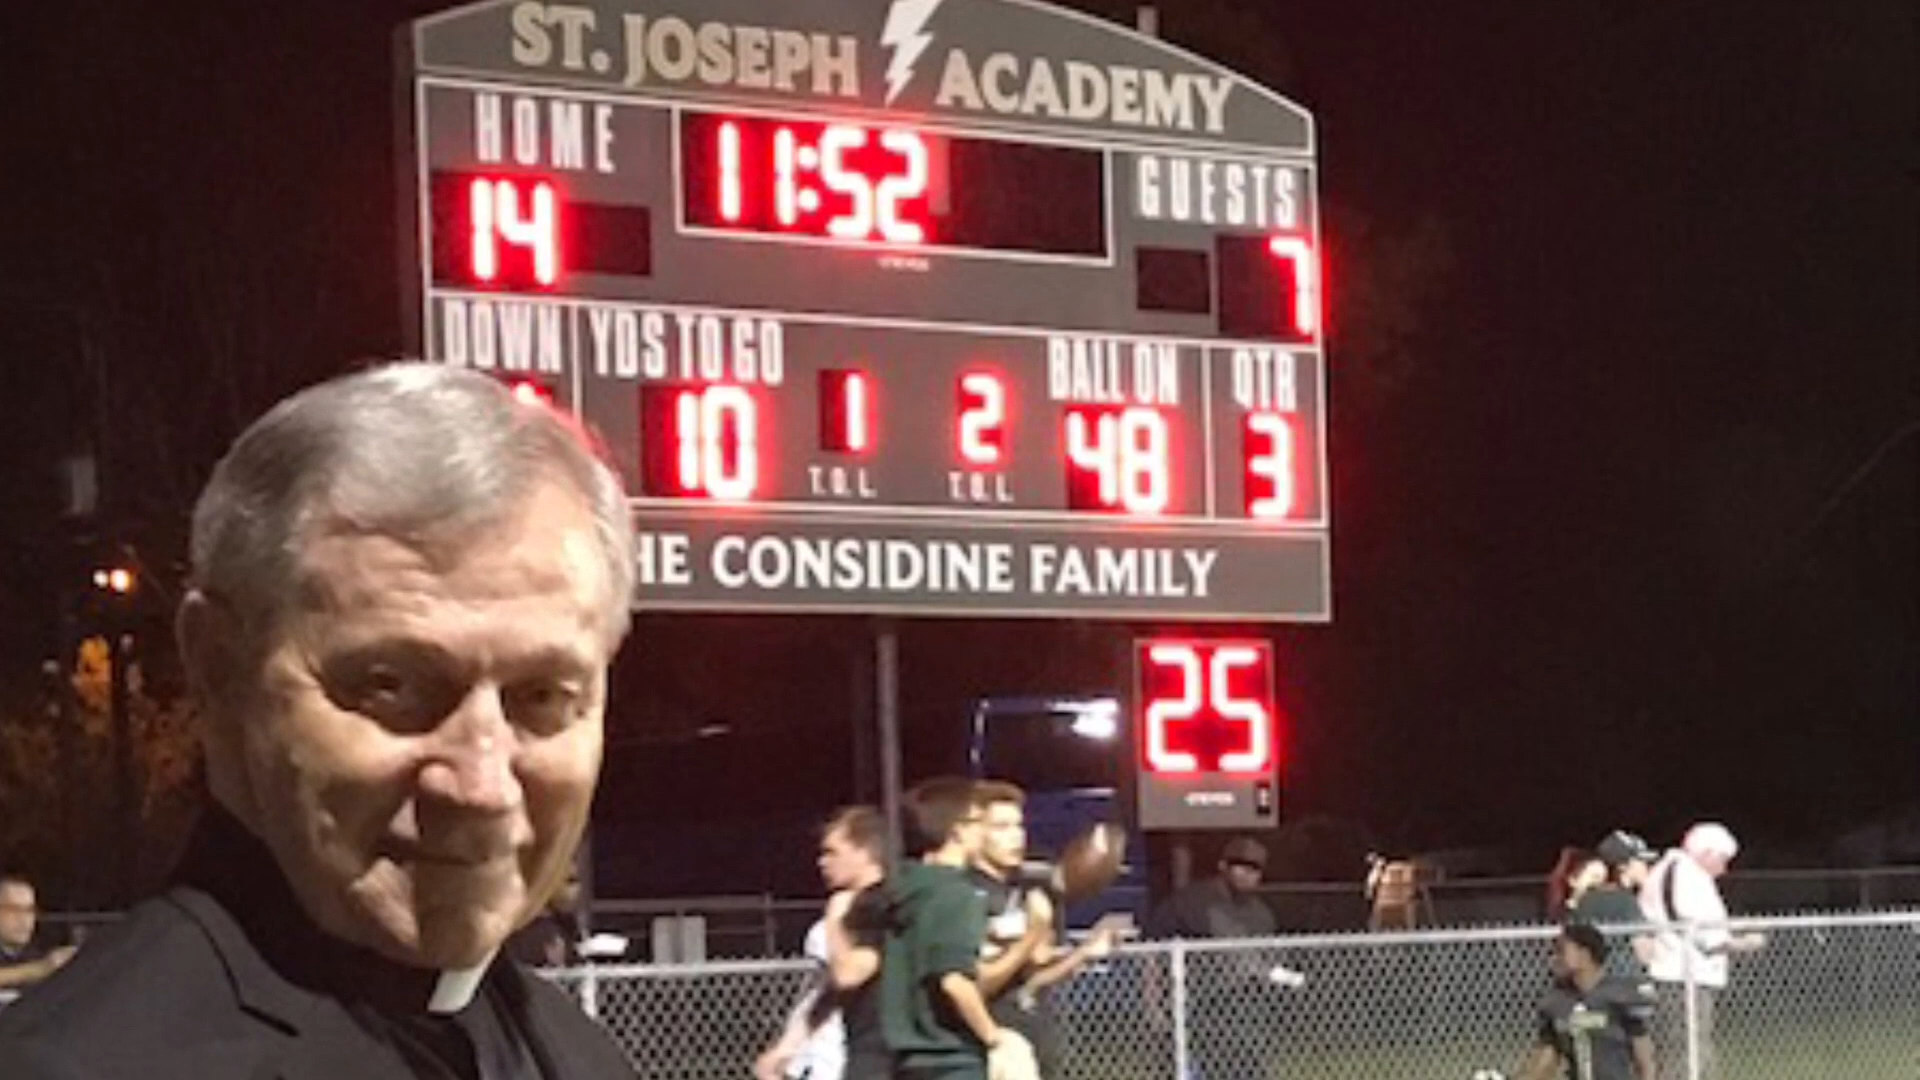 ST. JOSEPH ACADEMY
HOME 11:52 GUESTS
14 7
DOWN YDS TO GO BALL ON QTR
10 1 2 48 3
T.O.L. T.O.L.
HE CONSIDINE FAMILY
25